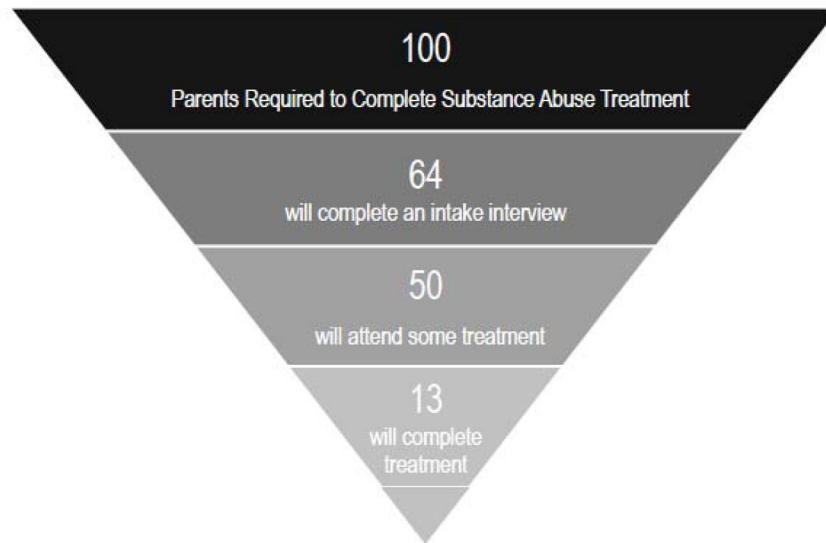 100
Parents Required to Complete Substance Abuse Treatment
64
will complete an intake interview
50
will attend some treatment
13
will complete
treatment